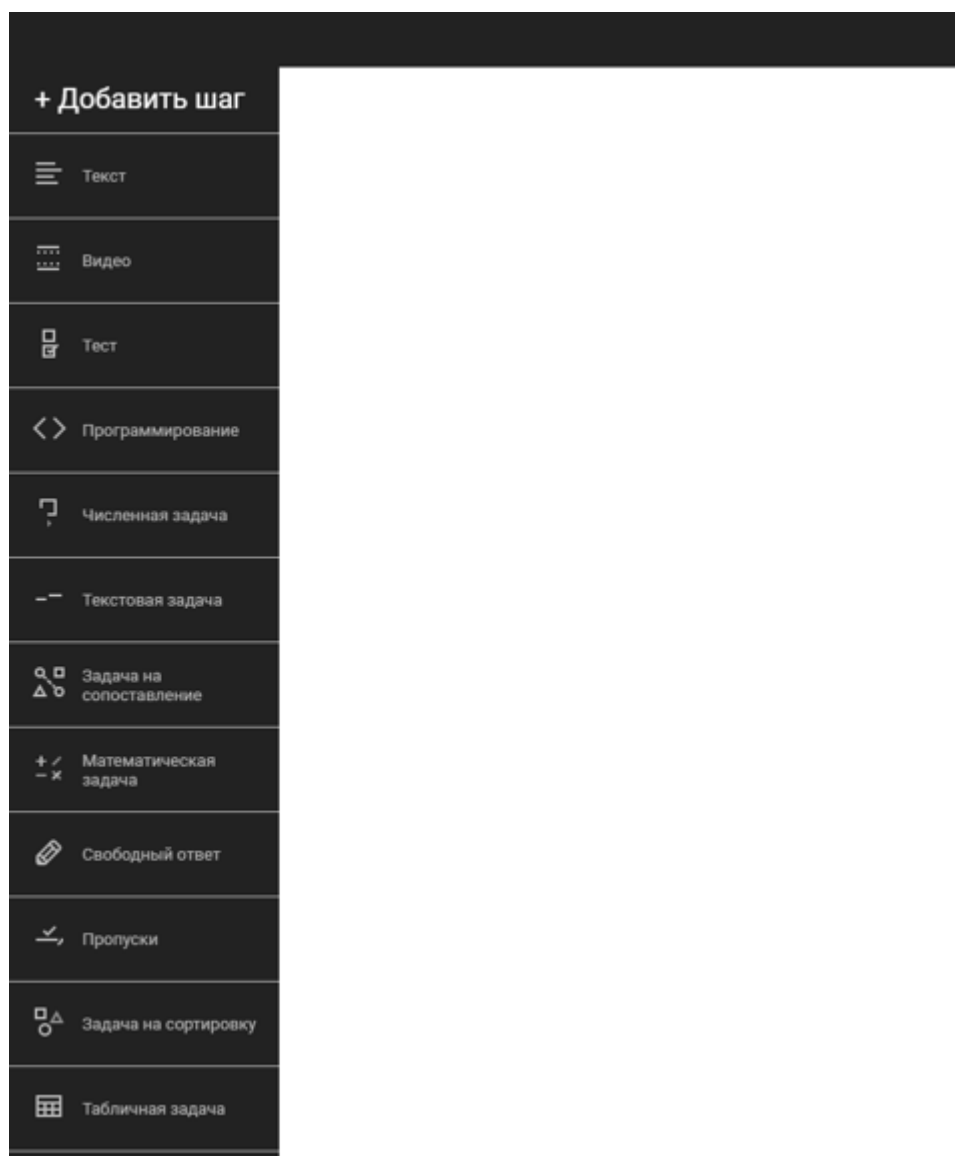 + Добавить шаг
Текст
Видео
Тест
Программирование
Численная задача
Текстовая задача
Задача на
сопоставление
Математическая
задача
Свободный ответ
Пропуски
Задача на сортировку
Табличная задача